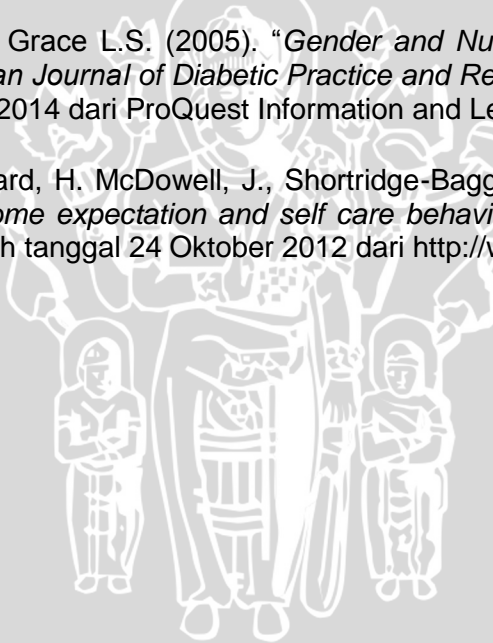 Grace L.S. (2005). “Gender and Nu
an Journal of Diabetic Practice and Re
2014 dari ProQuest Information and Le
ard, H. McDowell, J., Shortridge-Bagg
ome expectation and self care behavi
h tanggal 24 Oktober 2012 dari http://v